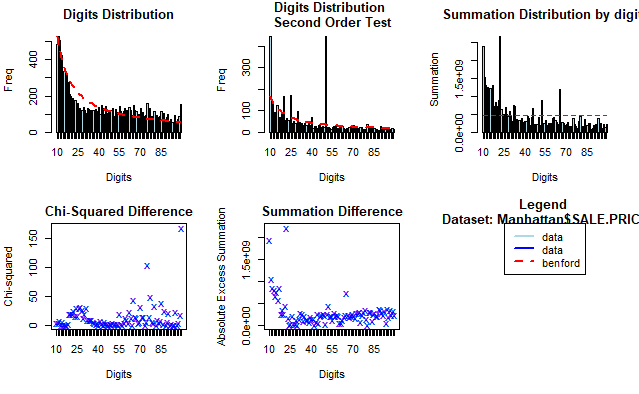 Digits Distribution
Freq
0 200 400
10 25 40 55 70 85
Digits
Digits Distribution
Second Order Test
Freq
0 100 300
10 25 40 55 70 85
Digits
Summation Distribution by digit
Summation
0.0e+00 1.5e+09
10 25 40 55 70 85
Digits
Chi-Squared Difference
Chi-squared
0 50 100 150
10 25 40 55 70 85
Digits
Summation Difference
Absolute Excess Summation
0.0e+00 1.5e+09
10 25 40 55 70 85
Digits
Legend
Dataset: Manhattan$SALE.PRIC
data
data
benford